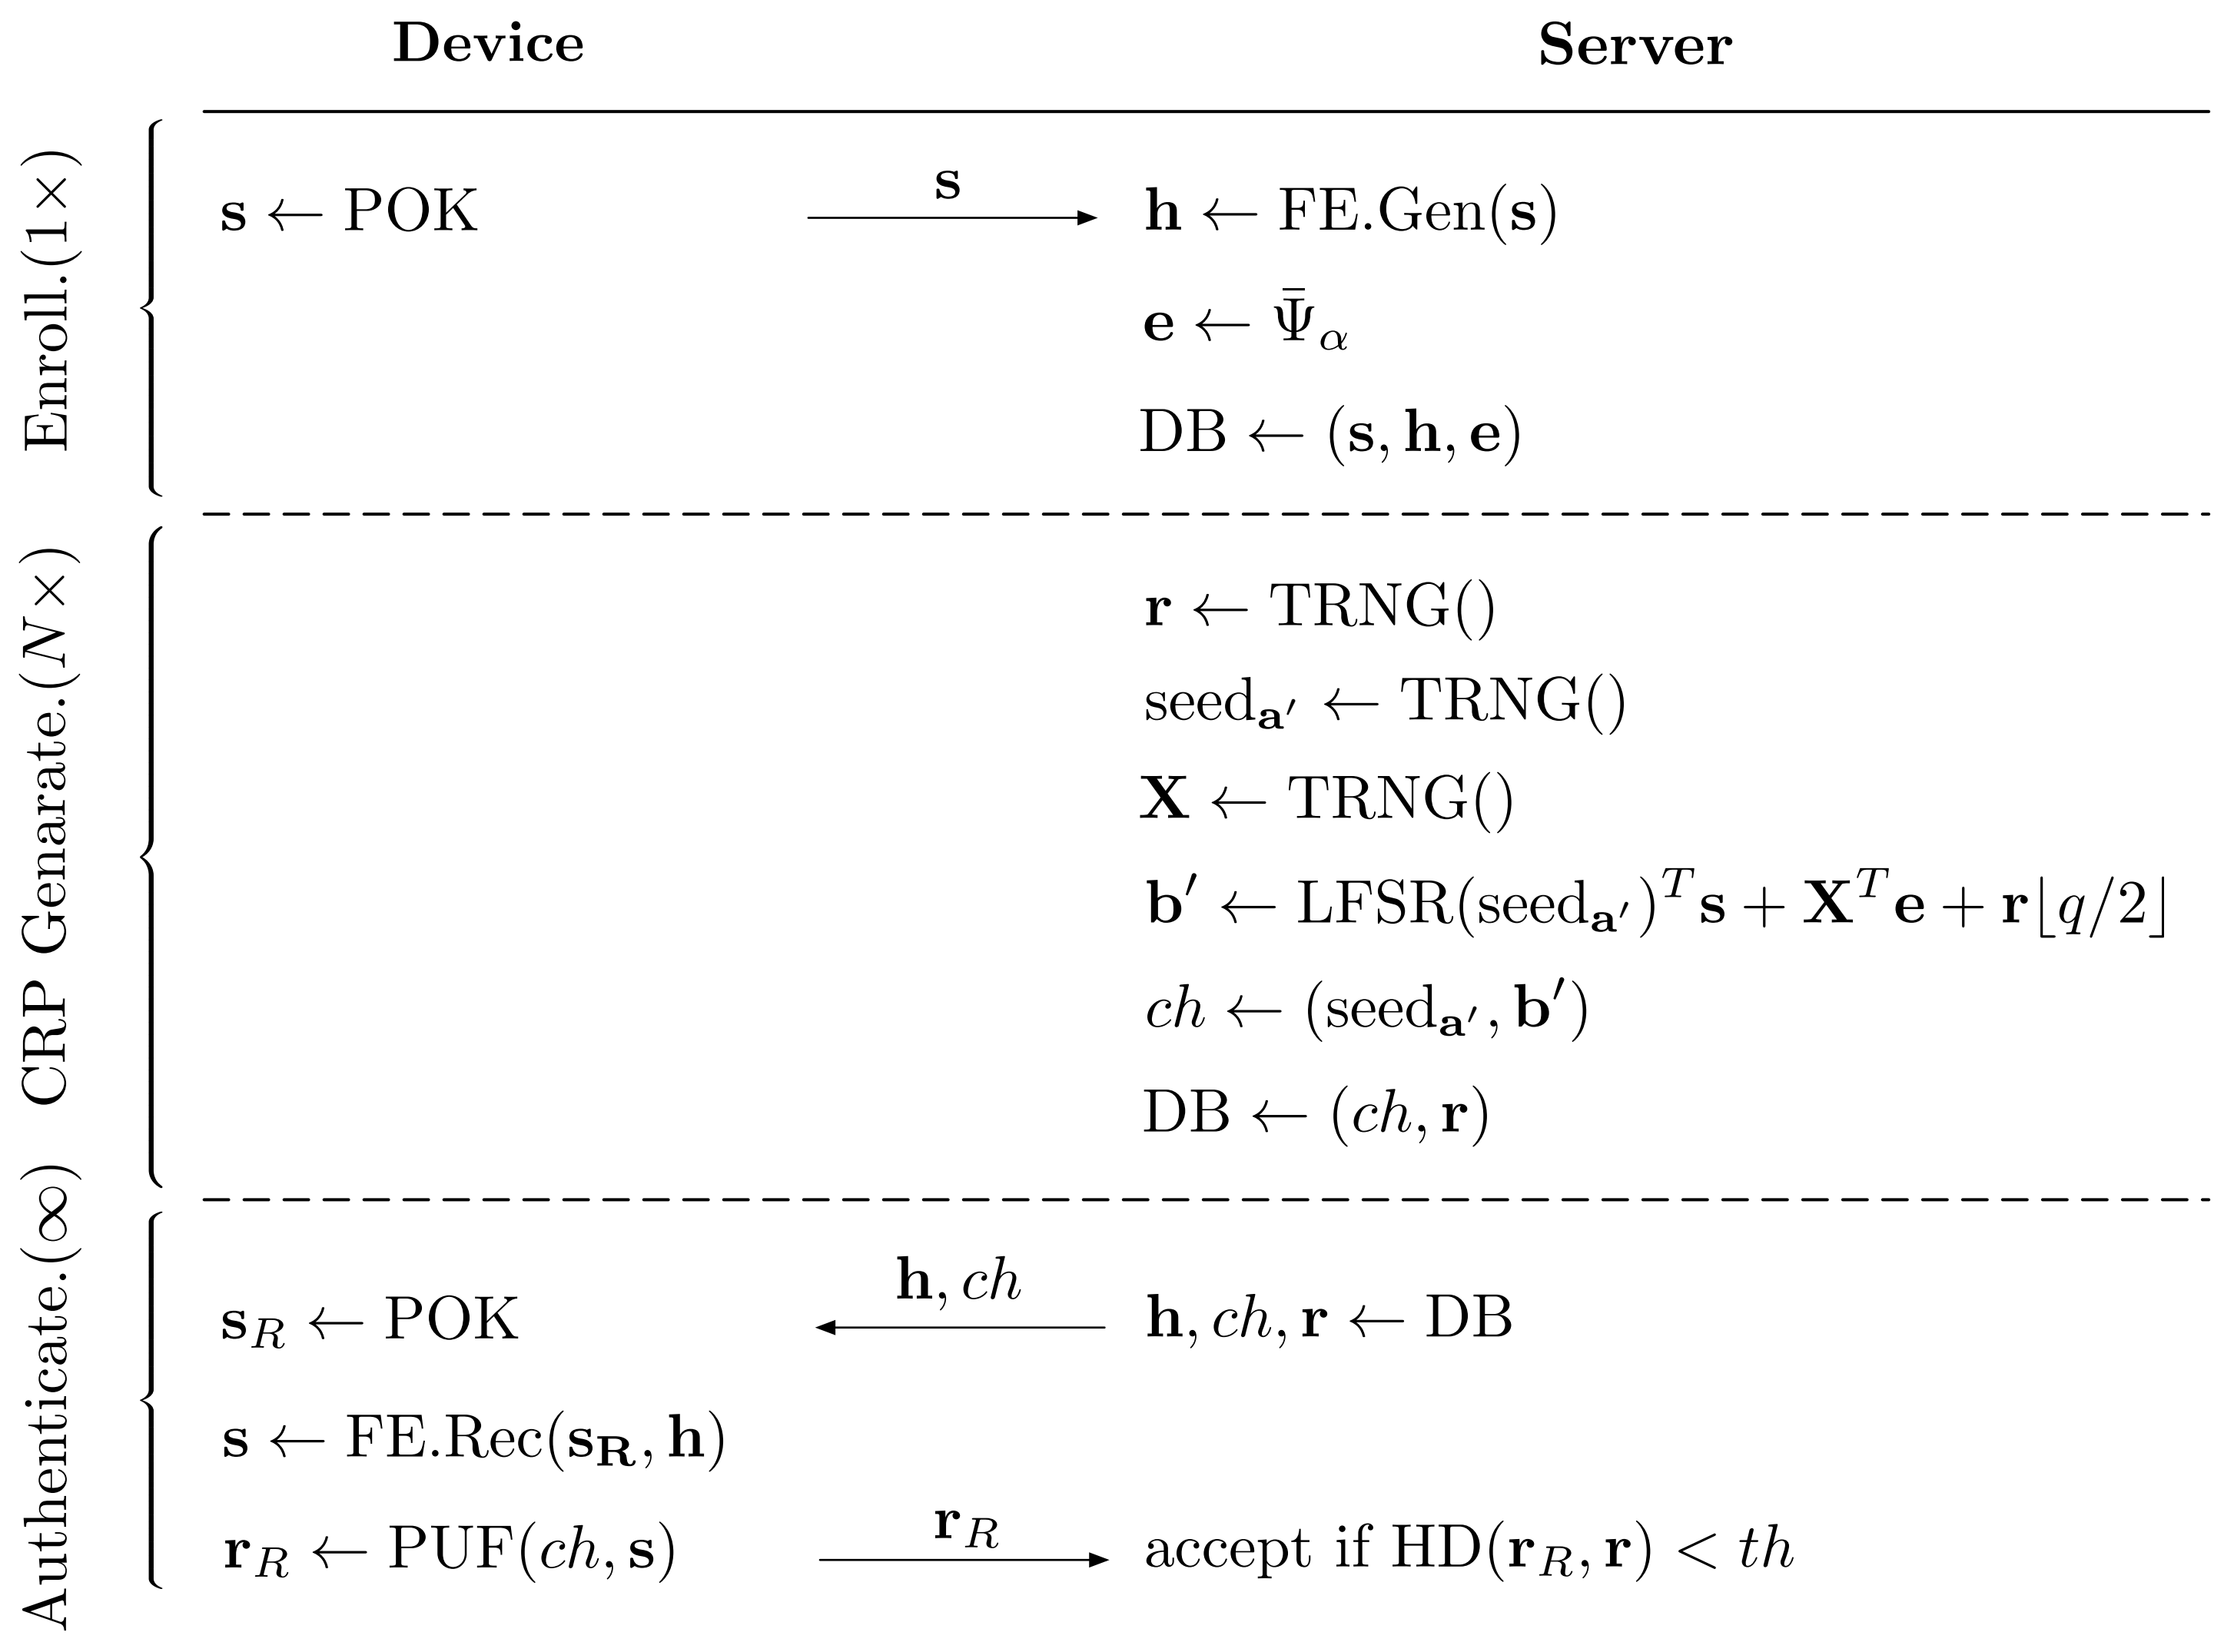 Device Server
Enroll.(1×)
s ← POK
s
h ← FE.Gen(s)
e ← Ψ̄_α
DB ← (s, h, e)
CRP Genarate.(N×)
r ← TRNG()
seed_a′ ← TRNG()
X ← TRNG()
b′ ← LFSR(seed_a′)^T s + X^T e + r⌊q/2⌋
ch ← (seed_a′, b′)
DB ← (ch, r)
Authenticate.(∞)
s_R ← POK
h, ch
h, ch, r ← DB
s ← FE.Rec(s_R, h)
r_R ← PUF(ch, s)
r_R
accept if HD(r_R, r) < th